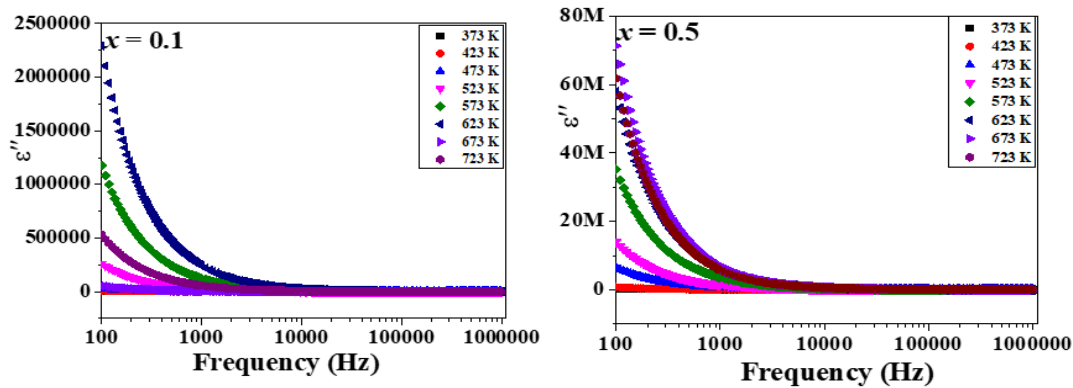 x = 0.1
2500000
2000000
1500000
1000000
500000
0
ε″
100
1000
10000
100000
1000000
Frequency (Hz)
373 K
423 K
473 K
523 K
573 K
623 K
673 K
723 K
x = 0.5
80M
60M
40M
20M
0
ε″
100
1000
10000
100000
1000000
Frequency (Hz)
373 K
423 K
473 K
523 K
573 K
623 K
673 K
723 K